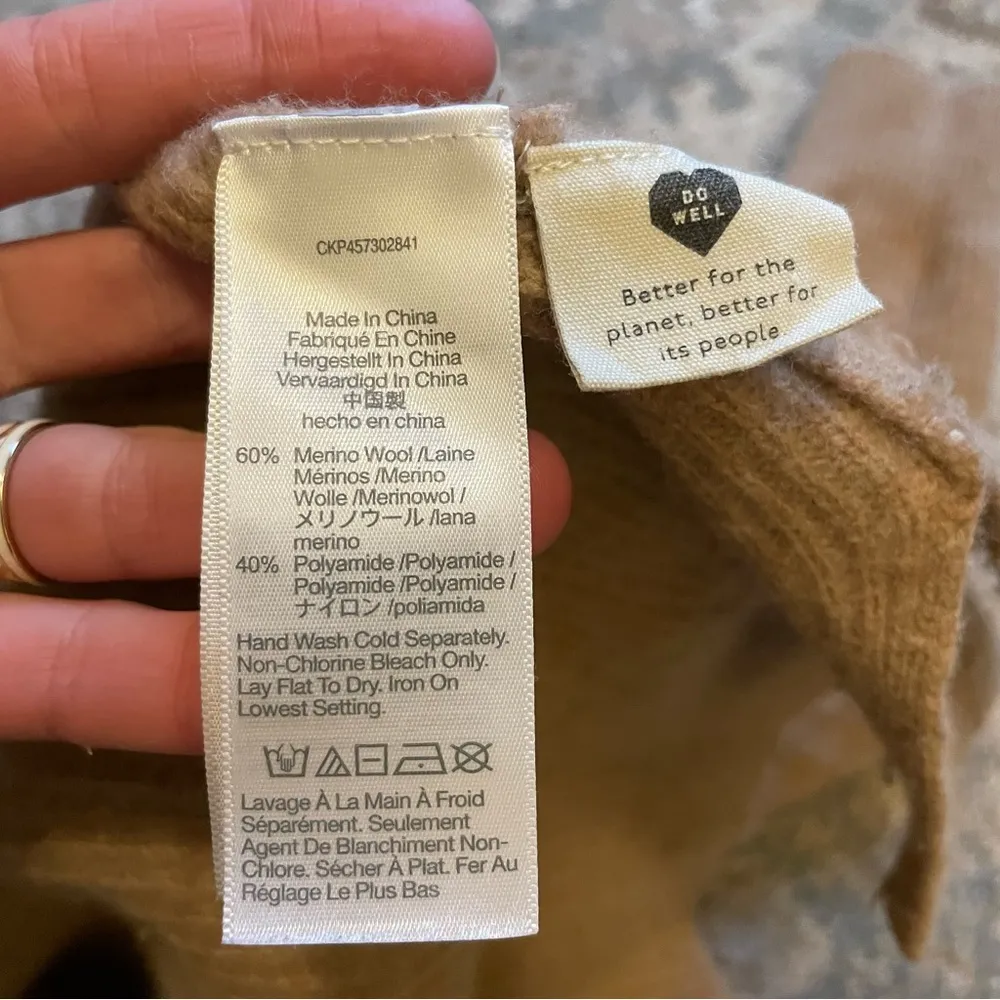 CKP457302841
Made In China
Fabriqué En Chine
Hergestellt In China
Vervaardigd In China
中国製
hecho en china
60% Merino Wool /Laine
Mérinos /Merino
Wolle /Merinowol /
メリノウール /lana
merino
40% Polyamide /Polyamide /
Polyamide /Polyamide /
ナイロン /poliamida
Hand Wash Cold Separately.
Non-Chlorine Bleach Only.
Lay Flat To Dry. Iron On
Lowest Setting.
Lavage À La Main À Froid
Séparément. Seulement
Agent De Blanchiment Non-
Chlore. Sécher À Plat. Fer Au
Réglage Le Plus Bas
DO
WELL
Better for the
planet, better for
its people